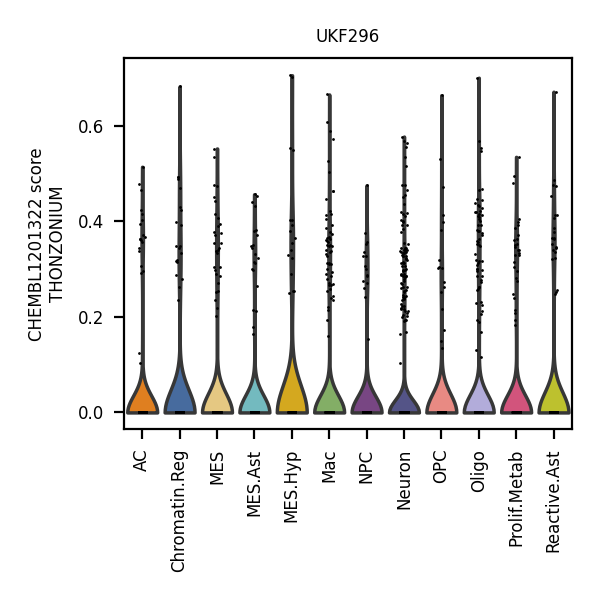 UKF296
CHEMBL1201322 score
THONZONIUM
0.6
0.4
0.2
0.0
AC
Chromatin.Reg
MES
MES.Ast
MES.Hyp
Mac
NPC
Neuron
OPC
Oligo
Prolif.Metab
Reactive.Ast